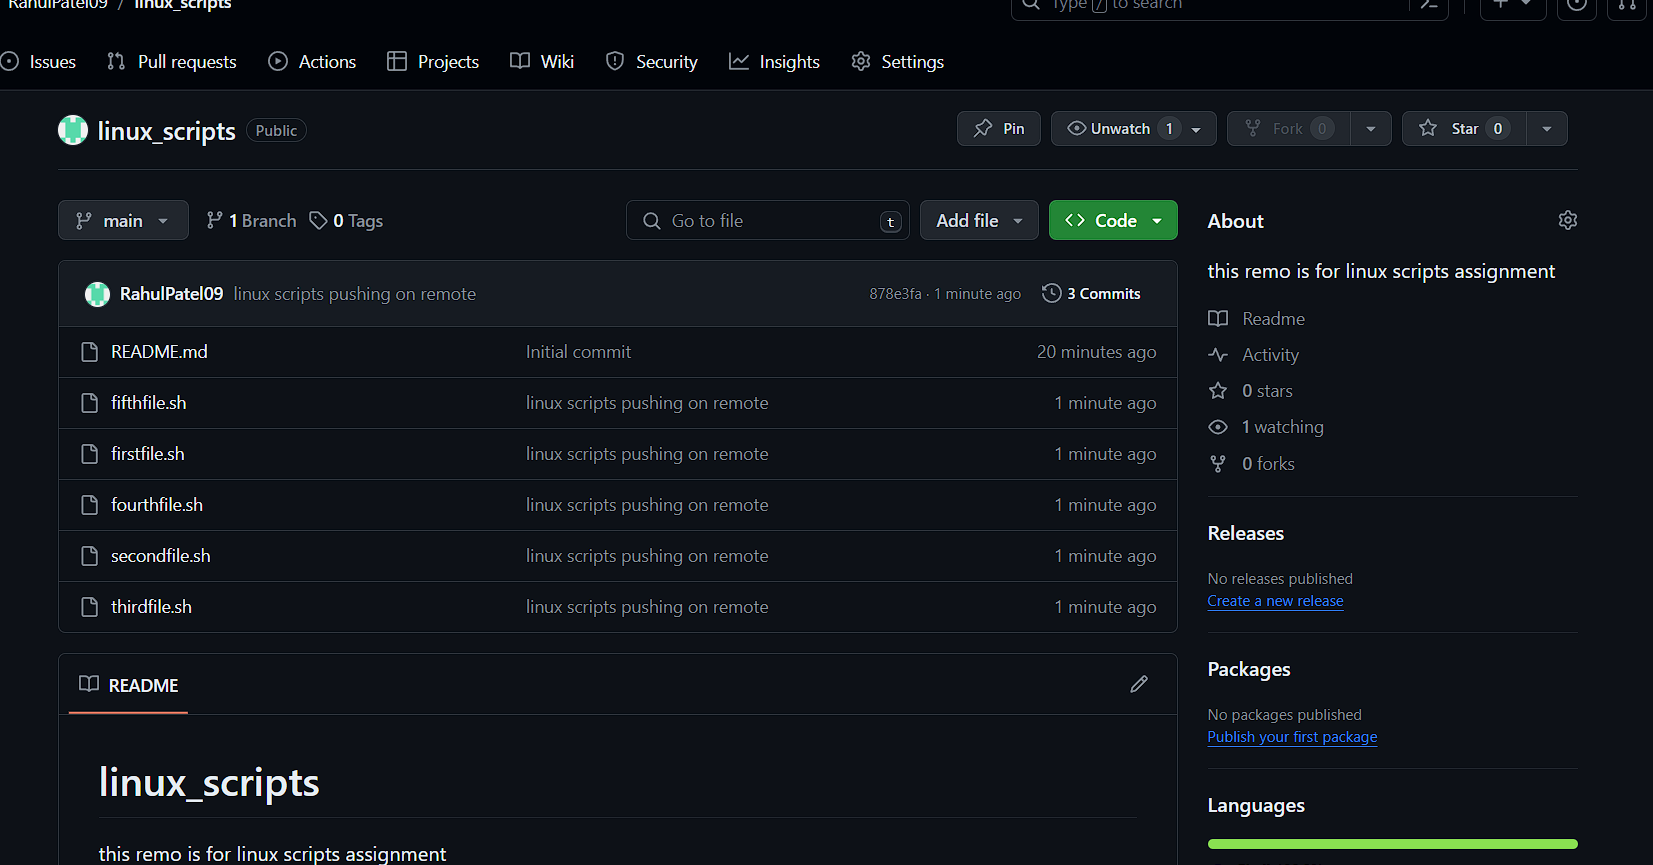 RahulPatel09 / linux_scripts
Type / to search
Issues Pull requests Actions Projects Wiki Security Insights Settings
linux_scripts Public
Pin Unwatch 1 Fork 0 Star 0
main 1 Branch 0 Tags Go to file t Add file Code
RahulPatel09 linux scripts pushing on remote 878e3fa · 1 minute ago 3 Commits
README.md Initial commit 20 minutes ago
fifthfile.sh linux scripts pushing on remote 1 minute ago
firstfile.sh linux scripts pushing on remote 1 minute ago
fourthfile.sh linux scripts pushing on remote 1 minute ago
secondfile.sh linux scripts pushing on remote 1 minute ago
thirdfile.sh linux scripts pushing on remote 1 minute ago
README
linux_scripts
this remo is for linux scripts assignment
About
this remo is for linux scripts assignment
Readme
Activity
0 stars
1 watching
0 forks
Releases
No releases published
Create a new release
Packages
No packages published
Publish your first package
Languages